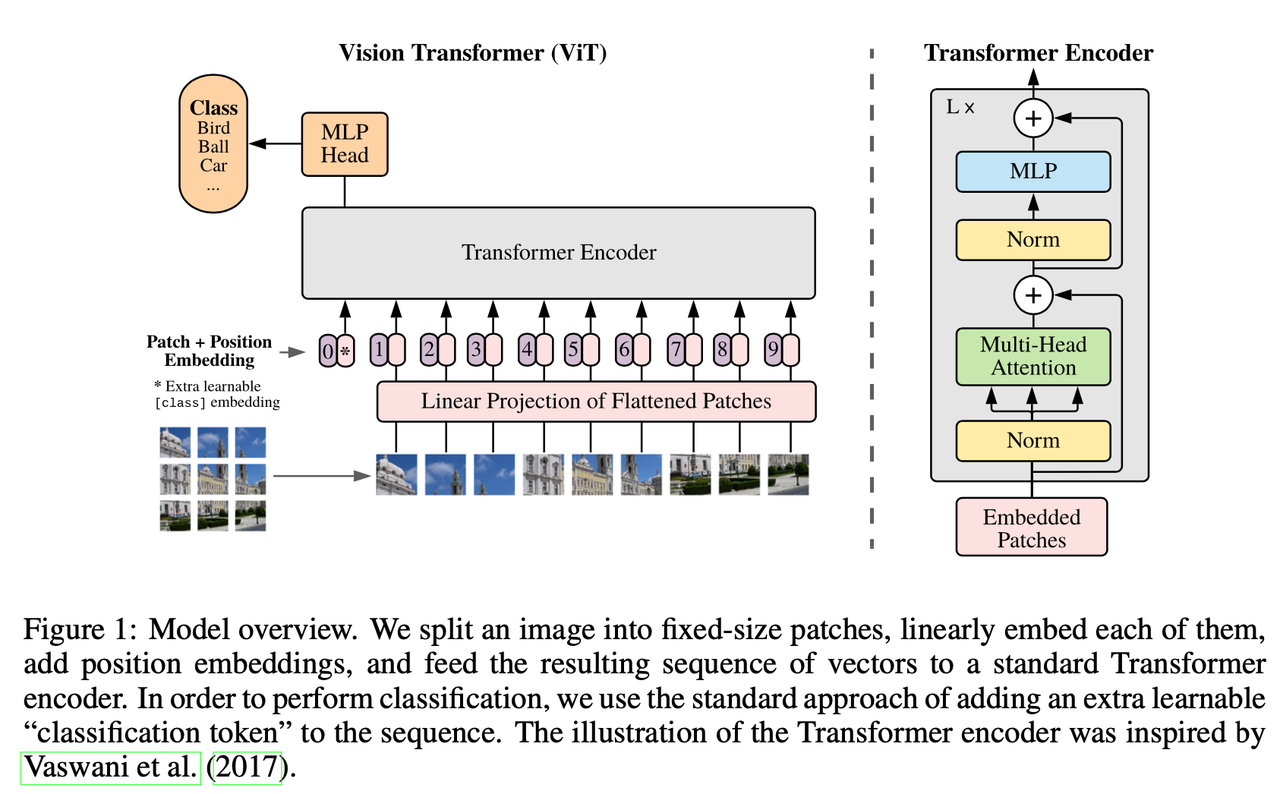 Vision Transformer (ViT)
Class
Bird
Ball
Car
...
MLP
Head
Transformer Encoder
Patch + Position
Embedding
* Extra learnable
[class] embedding
0 * 1 2 3 4 5 6 7 8 9
Linear Projection of Flattened Patches
Transformer Encoder
L x
+
MLP
Norm
+
Multi-Head
Attention
Norm
Embedded
Patches
Figure 1: Model overview. We split an image into fixed-size patches, linearly embed each of them,
add position embeddings, and feed the resulting sequence of vectors to a standard Transformer
encoder. In order to perform classification, we use the standard approach of adding an extra learnable
“classification token” to the sequence. The illustration of the Transformer encoder was inspired by
Vaswani et al. (2017).